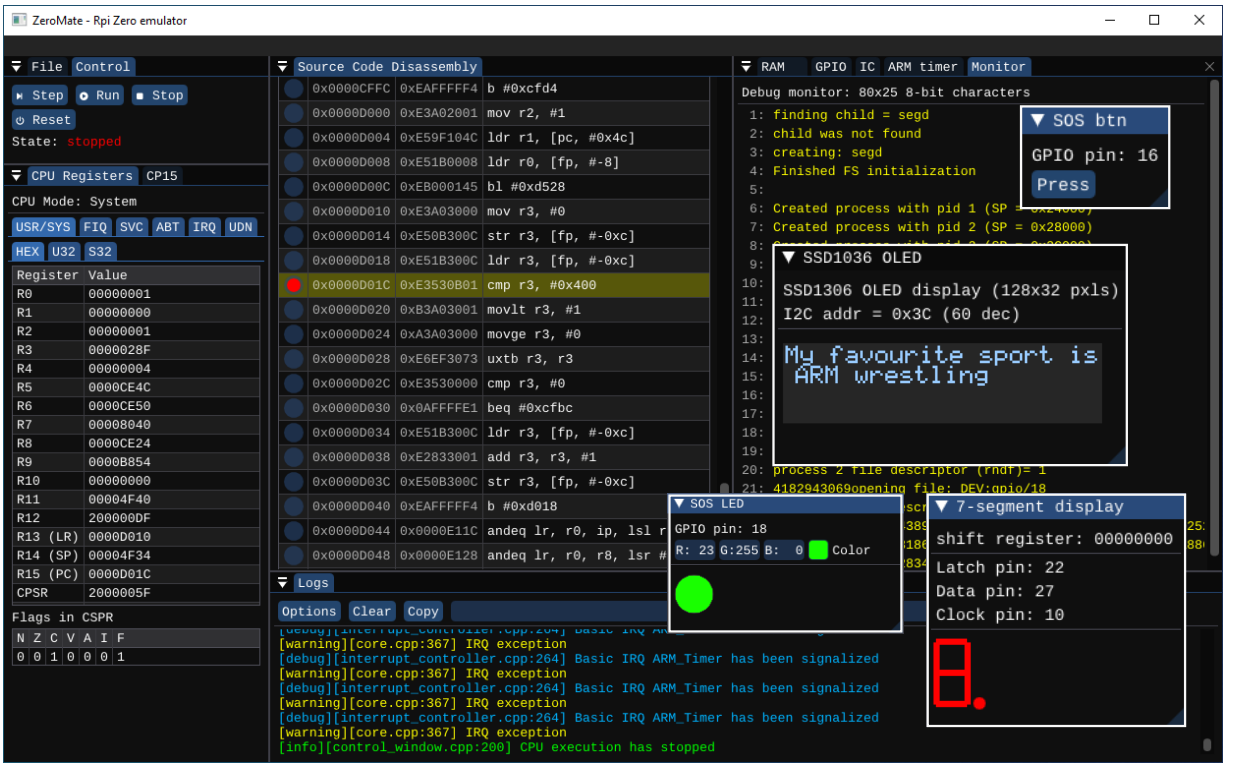 ZeroMate - Rpi Zero emulator
File Control
Step Run Stop
Reset
State: stopped
CPU Registers CP15
CPU Mode: System
USR/SYS FIQ SVC ABT IRQ UDN
HEX U32 S32
Register Value
R0 00000001
R1 00000000
R2 00000001
R3 0000028F
R4 00000004
R5 0000CE4C
R6 0000CE50
R7 00008040
R8 0000CE24
R9 0000B854
R10 00000000
R11 00004F40
R12 200000DF
R13 (LR) 0000D010
R14 (SP) 00004F34
R15 (PC) 0000D01C
CPSR 2000005F
Flags in CSPR
N Z C V A I F
0 0 1 0 0 0 1
Source Code Disassembly
0x0000CFFC 0xEAFFFFF4 b #0xcfd4
0x0000D000 0xE3A02001 mov r2, #1
0x0000D004 0xE59F104C ldr r1, [pc, #0x4c]
0x0000D008 0xE51B0008 ldr r0, [fp, #-8]
0x0000D00C 0xEB000145 bl #0xd528
0x0000D010 0xE3A03000 mov r3, #0
0x0000D014 0xE50B300C str r3, [fp, #-0xc]
0x0000D018 0xE51B300C ldr r3, [fp, #-0xc]
0x0000D01C 0xE3530B01 cmp r3, #0x400
0x0000D020 0xB3A03001 movlt r3, #1
0x0000D024 0xA3A03000 movge r3, #0
0x0000D028 0xE6EF3073 uxtb r3, r3
0x0000D02C 0xE3530000 cmp r3, #0
0x0000D030 0x0AFFFFE1 beq #0xcfbc
0x0000D034 0xE51B300C ldr r3, [fp, #-0xc]
0x0000D038 0xE2833001 add r3, r3, #1
0x0000D03C 0xE50B300C str r3, [fp, #-0xc]
0x0000D040 0xEAFFFFF4 b #0xd018
0x0000D044 0x0000E11C andeq lr, r0, ip, lsl r
0x0000D048 0x0000E128 andeq lr, r0, r8, lsr #
RAM GPIO IC ARM timer Monitor
Debug monitor: 80x25 8-bit characters
1: finding child = segd
2: child was not found
3: creating: segd
4: Finished FS initialization
5:
6: Created process with pid 1 (SP = 0x24000)
7: Created process with pid 2 (SP = 0x28000)
8:
9:
10:
11:
12:
13:
14:
15:
16:
17:
18:
19:
20: process 2 file descriptor (rndf)= 1
21: 4182943069opening file: DEV:gpio/18
SOS btn
GPIO pin: 16
Press
SSD1036 OLED
SSD1306 OLED display (128x32 pxls)
I2C addr = 0x3C (60 dec)
My favourite sport is
ARM wrestling
SOS LED
GPIO pin: 18
R: 23 G:255 B: 0 Color
7-segment display
shift register: 00000000
Latch pin: 22
Data pin: 27
Clock pin: 10
8.
Logs
Options Clear Copy
[debug][interrupt_controller.cpp:264] Basic IRQ
[warning][core.cpp:367] IRQ exception
[debug][interrupt_controller.cpp:264] Basic IRQ ARM_Timer has been signalized
[warning][core.cpp:367] IRQ exception
[debug][interrupt_controller.cpp:264] Basic IRQ ARM_Timer has been signalized
[warning][core.cpp:367] IRQ exception
[debug][interrupt_controller.cpp:264] Basic IRQ ARM_Timer has been signalized
[warning][core.cpp:367] IRQ exception
[info][control_window.cpp:200] CPU execution has stopped